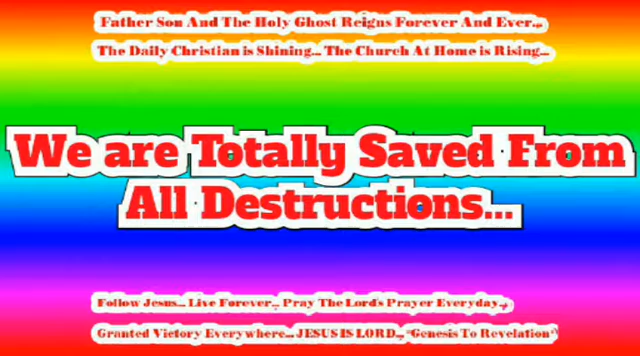 Father Son And The Holy Ghost Reigns Forever And Ever...
The Daily Christian is Shining... The Church At Home is Rising...
We are Totally Saved From
All Destructions...
Follow Jesus... Live Forever... Pray The Lord's Prayer Everyday...
Granted Victory Everywhere... JESUS IS LORD... "Genesis To Revelation"